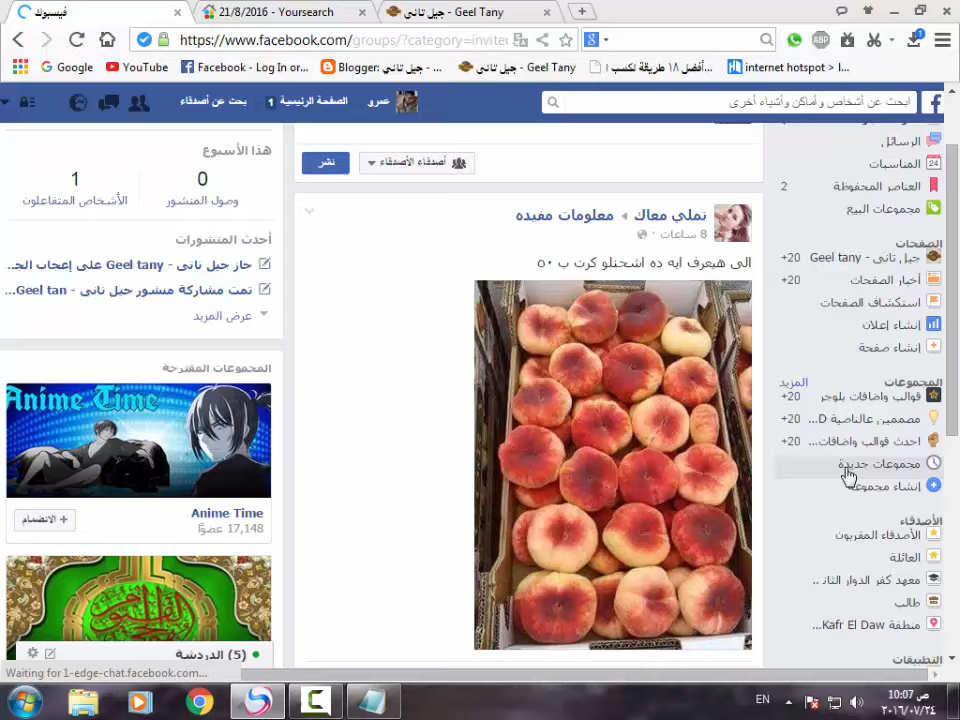 فيسبوك
21/8/2016 - Yoursearch
جيل تانى - Geel Tany
https://www.facebook.com/groups/?category=invite
Google
YouTube
Facebook - Log In or...
Blogger: جيل تانى - ...
جيل تانى - Geel Tany
أفضل ١٨ طريقة لكسب ا...
internet hotspot > ا...
ابحث عن أشخاص وأماكن وأشياء أخرى
عمرو
الصفحة الرئيسية 1
بحث عن أصدقاء
الرسائل
المناسبات
العناصر المحفوظة 2
مجموعات البيع
الصفحات
جيل تانى - Geel tany 20+
أخبار الصفحات 20+
استكشاف الصفحات
إنشاء إعلان
إنشاء صفحة
المجموعات المزيد
قوالب واضافات بلوجر 20+
مصممين عالناصية D... 20+
احدث قوالب واضافات... 20+
مجموعات جديدة
إنشاء مجموعة
الأصدقاء
الأصدقاء المقربون
العائلة
معهد كفر الدوار الثان...
طالب
منطقة Kafr El Daw...
التطبيقات
أصدقاء الأصدقاء
نشر
تملي معاك
معلومات مفيده
8 ساعات
الى هيعرف ايه ده اشحنلو كرت ب ٥٠
هذا الأسبوع
0
وصول المنشور
1
الأشخاص المتفاعلون
أحدث المنشورات
حاز جيل تانى - Geel tany على إعجاب الجـ...
تمت مشاركة منشور جيل تانى - Geel tan...
عرض المزيد
المجموعات المقترحة
Anime Time
Anime Time
17,148 عضوًا
الانضمام
الدردشة (5)
Waiting for 1-edge-chat.facebook.com...
EN
10:07 ص
٢٠١٦/٠٧/٢٤